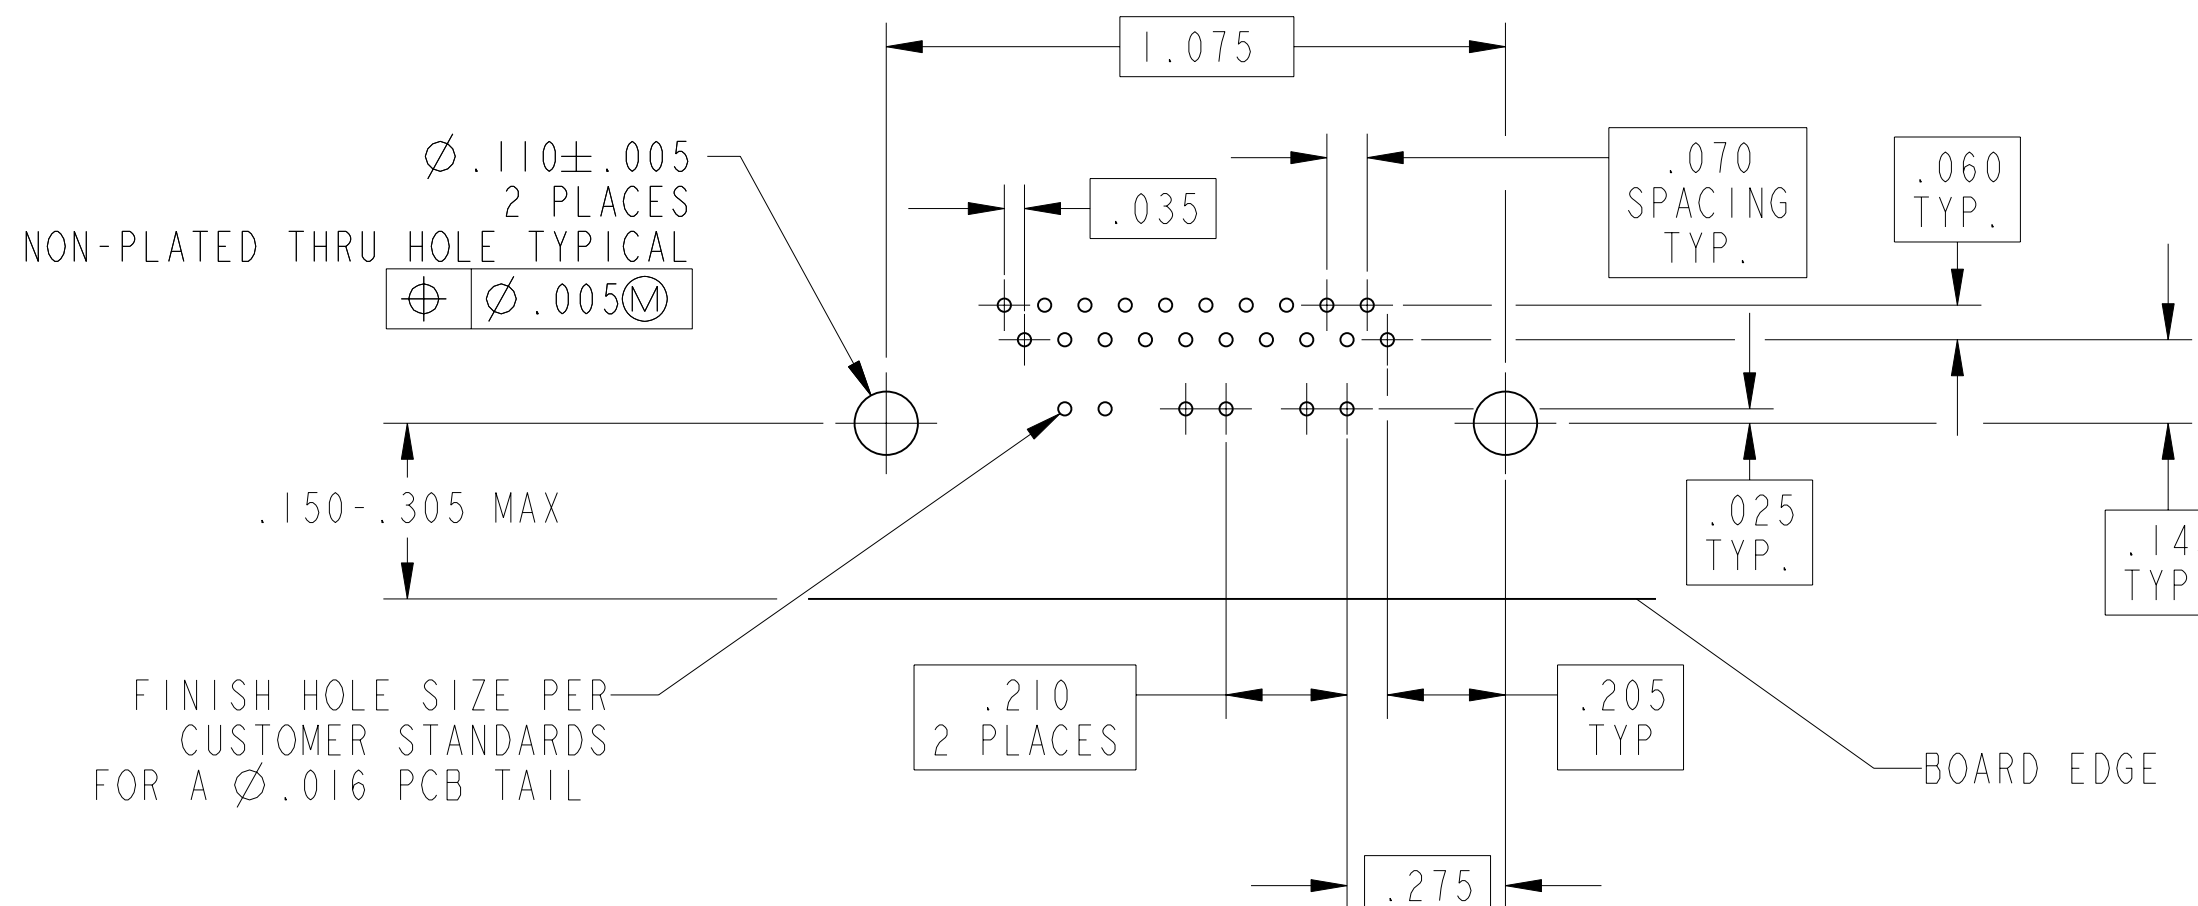 1.075
Ø.110±.005
2 PLACES
NON-PLATED THRU HOLE TYPICAL
⌖ Ø.005Ⓜ
.035
.070
SPACING
TYP.
.060
TYP.
.150-.305 MAX
.025
TYP.
.14
TYP
FINISH HOLE SIZE PER
CUSTOMER STANDARDS
FOR A Ø.016 PCB TAIL
.210
2 PLACES
.205
TYP
BOARD EDGE
.275